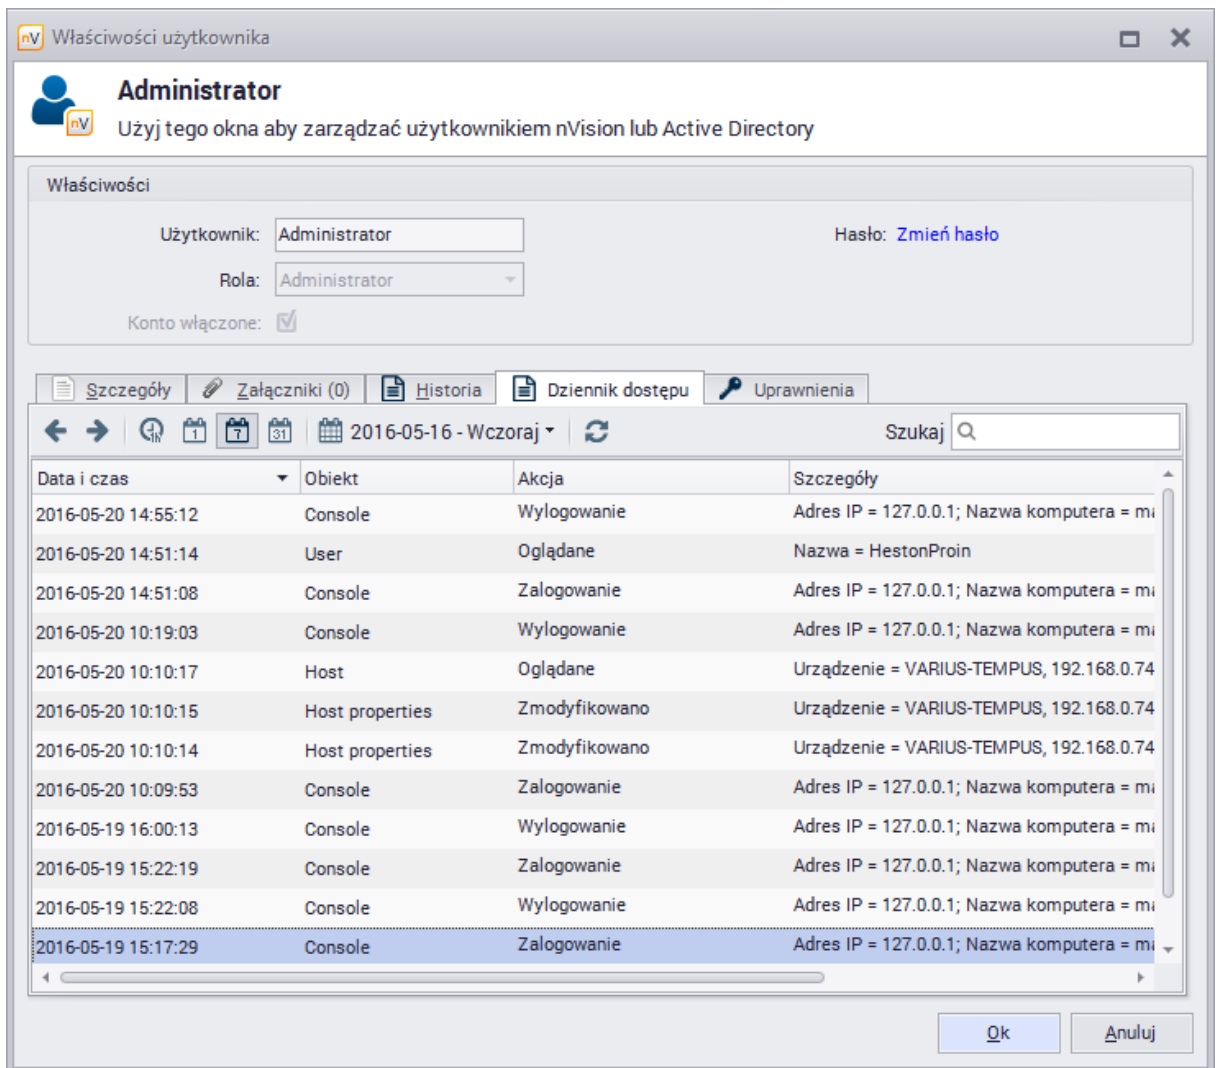 nV Właściwości użytkownika
Administrator
nV
Użyj tego okna aby zarządzać użytkownikiem nVision lub Active Directory
Właściwości
Użytkownik: Administrator Hasło: Zmień hasło
Rola: Administrator
Konto włączone:
Szczegóły Załączniki (0) Historia Dziennik dostępu Uprawnienia
1 7 31 2016-05-16 - Wczoraj Szukaj
Data i czas Obiekt Akcja Szczegóły
2016-05-20 14:55:12 Console Wylogowanie Adres IP = 127.0.0.1; Nazwa komputera = ma
2016-05-20 14:51:14 User Oglądane Nazwa = HestonProin
2016-05-20 14:51:08 Console Zalogowanie Adres IP = 127.0.0.1; Nazwa komputera = ma
2016-05-20 10:19:03 Console Wylogowanie Adres IP = 127.0.0.1; Nazwa komputera = ma
2016-05-20 10:10:17 Host Oglądane Urządzenie = VARIUS-TEMPUS, 192.168.0.74
2016-05-20 10:10:15 Host properties Zmodyfikowano Urządzenie = VARIUS-TEMPUS, 192.168.0.74
2016-05-20 10:10:14 Host properties Zmodyfikowano Urządzenie = VARIUS-TEMPUS, 192.168.0.74
2016-05-20 10:09:53 Console Zalogowanie Adres IP = 127.0.0.1; Nazwa komputera = ma
2016-05-19 16:00:13 Console Wylogowanie Adres IP = 127.0.0.1; Nazwa komputera = ma
2016-05-19 15:22:19 Console Zalogowanie Adres IP = 127.0.0.1; Nazwa komputera = ma
2016-05-19 15:22:08 Console Wylogowanie Adres IP = 127.0.0.1; Nazwa komputera = ma
2016-05-19 15:17:29 Console Zalogowanie Adres IP = 127.0.0.1; Nazwa komputera = ma
Ok Anuluj